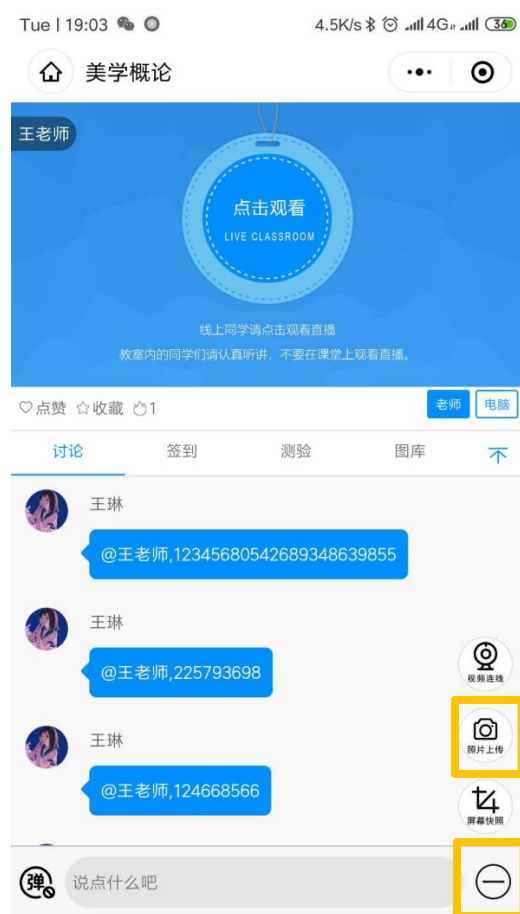 Tue | 19:03 4.5K/s 4G 36
美学概论
王老师
点击观看
LIVE CLASSROOM
线上同学请点击观看直播
教室内的同学们请认真听讲，不要在课堂上观看直播。
点赞 收藏 1 老师 电脑
讨论 签到 测验 图库
王琳
@王老师,12345680542689348639855
王琳
@王老师,225793698
视频连线
王琳
照片上传
@王老师,124668566
屏幕快照
弹 说点什么吧